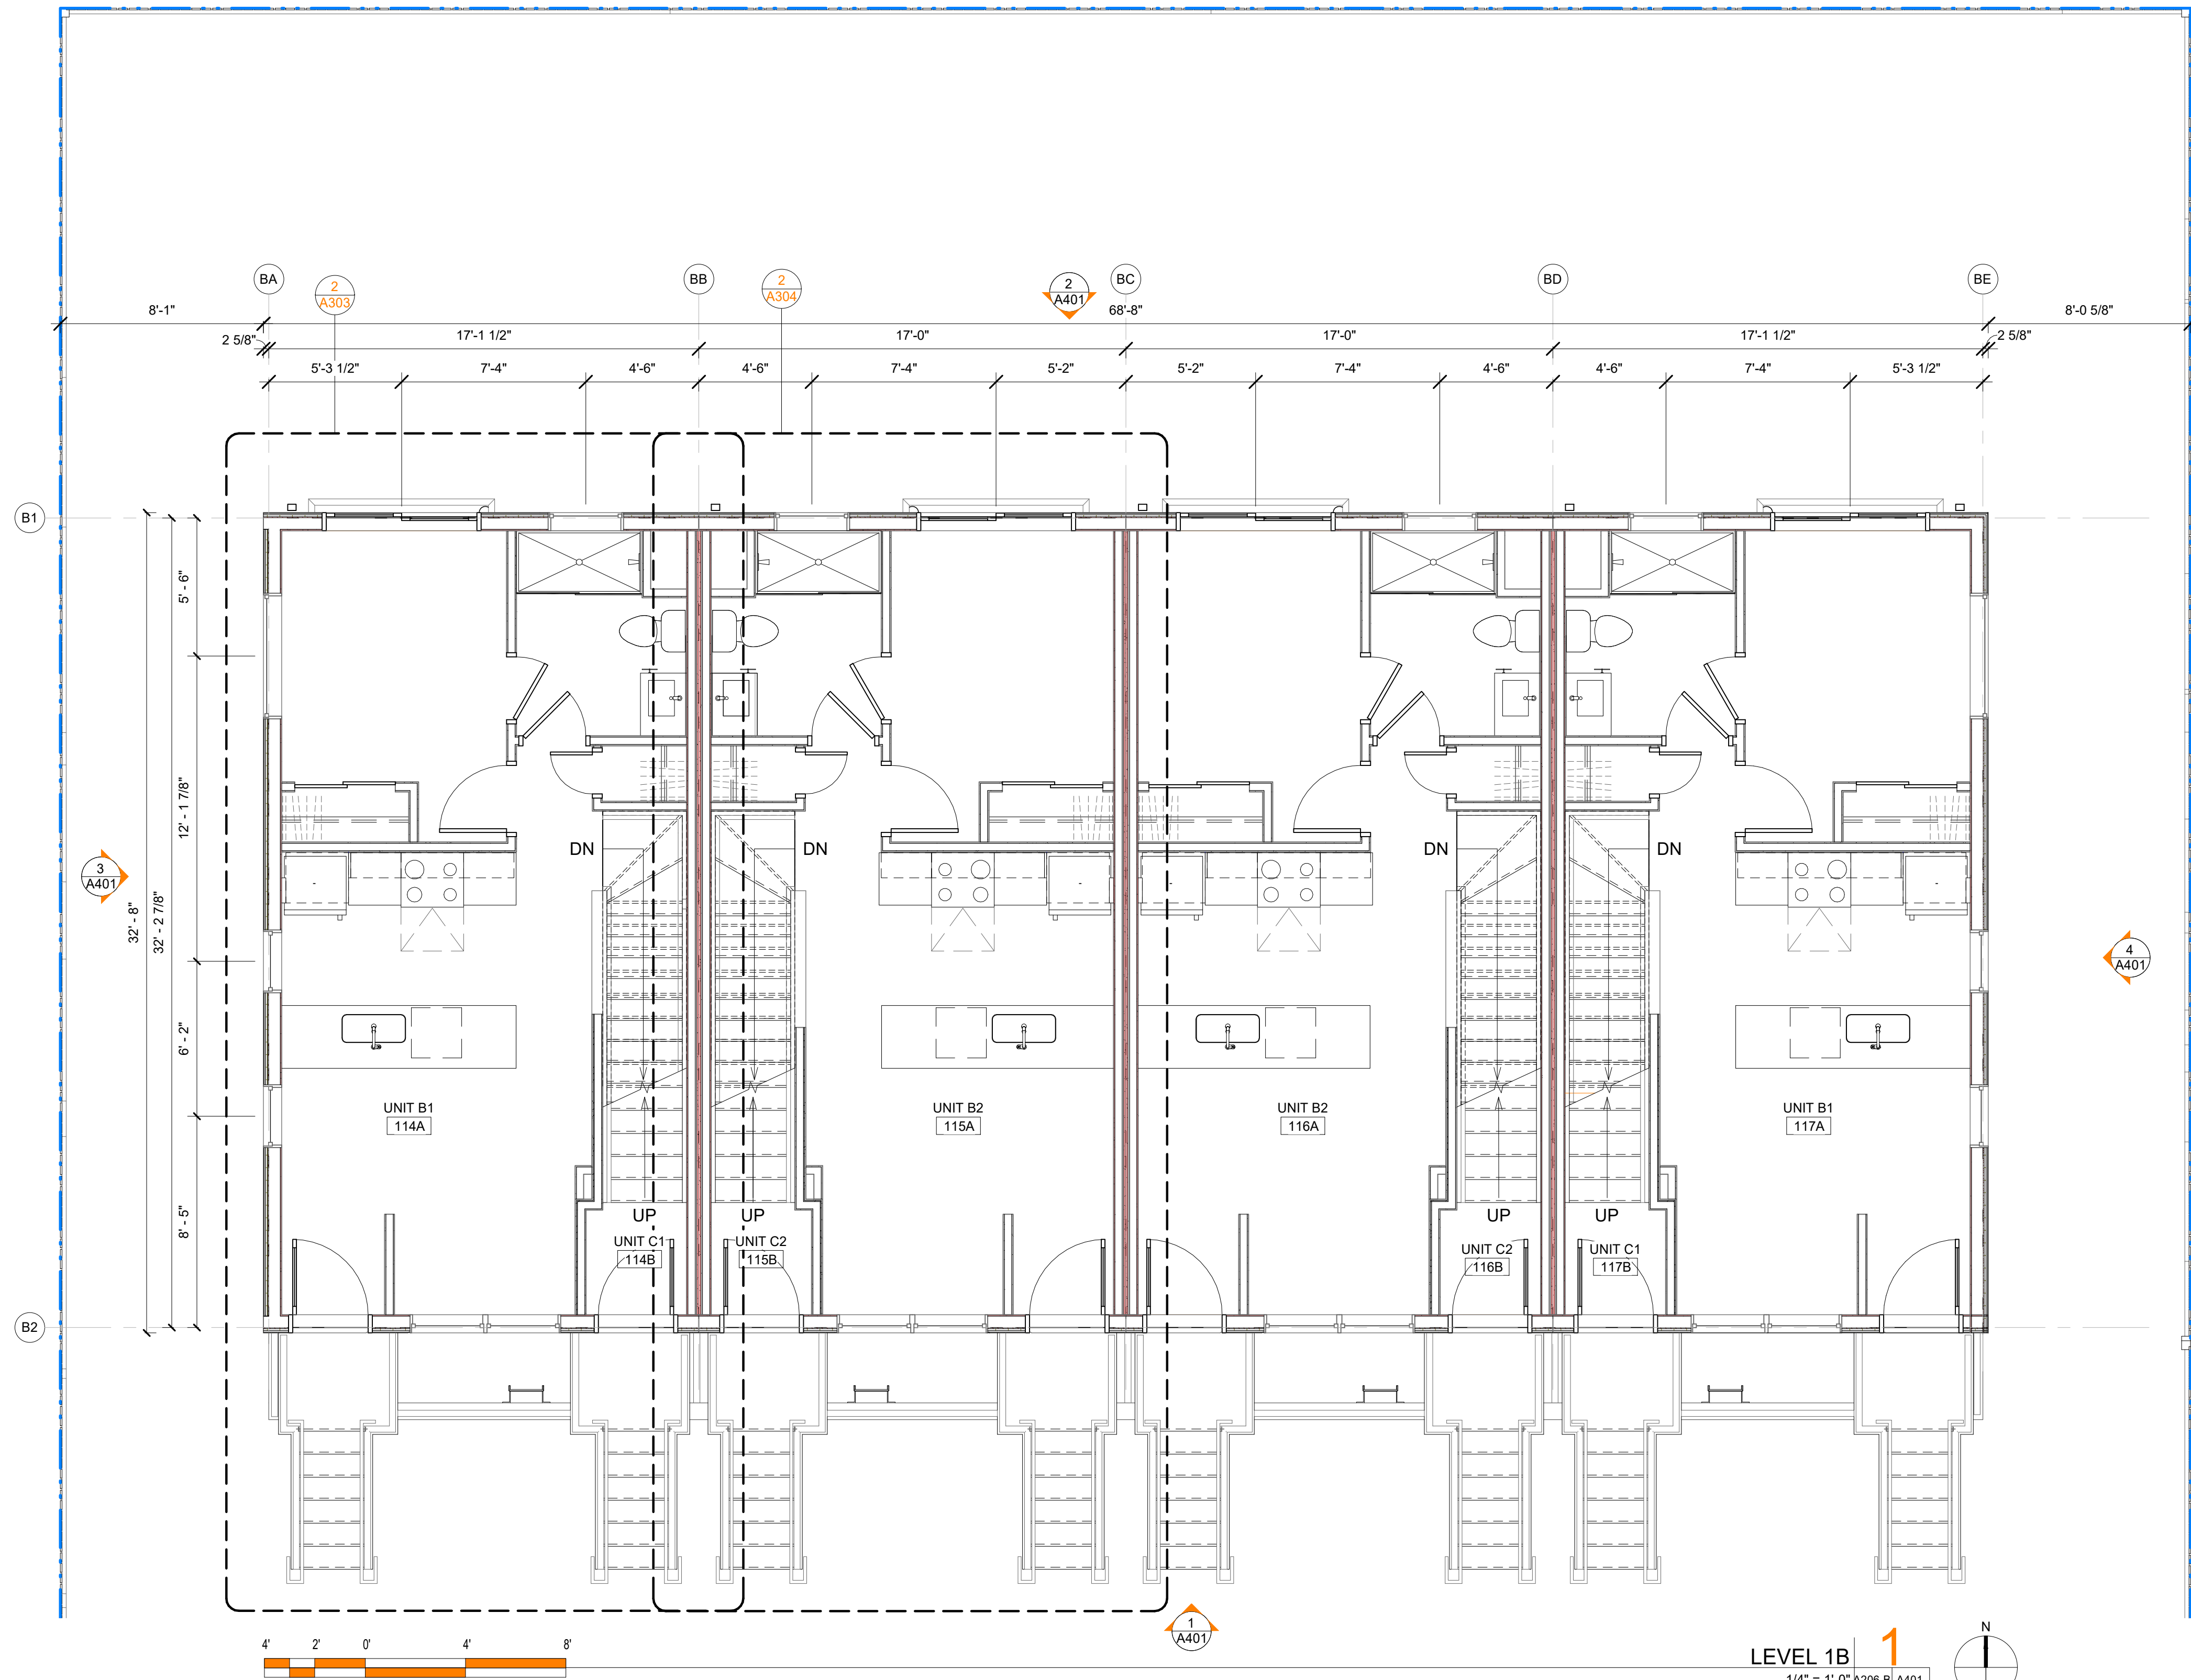 BA
2
A303
BB
2
A304
2
A401
BC
BD
BE
8'-1"
68'-8"
8'-0 5/8"
2 5/8"
17'-1 1/2"
17'-0"
17'-0"
17'-1 1/2"
2 5/8"
5'-3 1/2"
7'-4"
4'-6"
4'-6"
7'-4"
5'-2"
5'-2"
7'-4"
4'-6"
4'-6"
7'-4"
5'-3 1/2"
B1
5' - 6"
12' - 1 7/8"
32' - 8"
32' - 2 7/8"
6' - 2"
8' - 5"
3
A401
DN
DN
DN
DN
4
A401
UNIT B1
114A
UNIT B2
115A
UNIT B2
116A
UNIT B1
117A
UP
UP
UP
UP
UNIT C1
114B
UNIT C2
115B
UNIT C2
116B
UNIT C1
117B
B2
1
A401
4'
2'
0'
4'
8'
LEVEL 1B
1
N
1/4" = 1'-0"
A206.B
A401